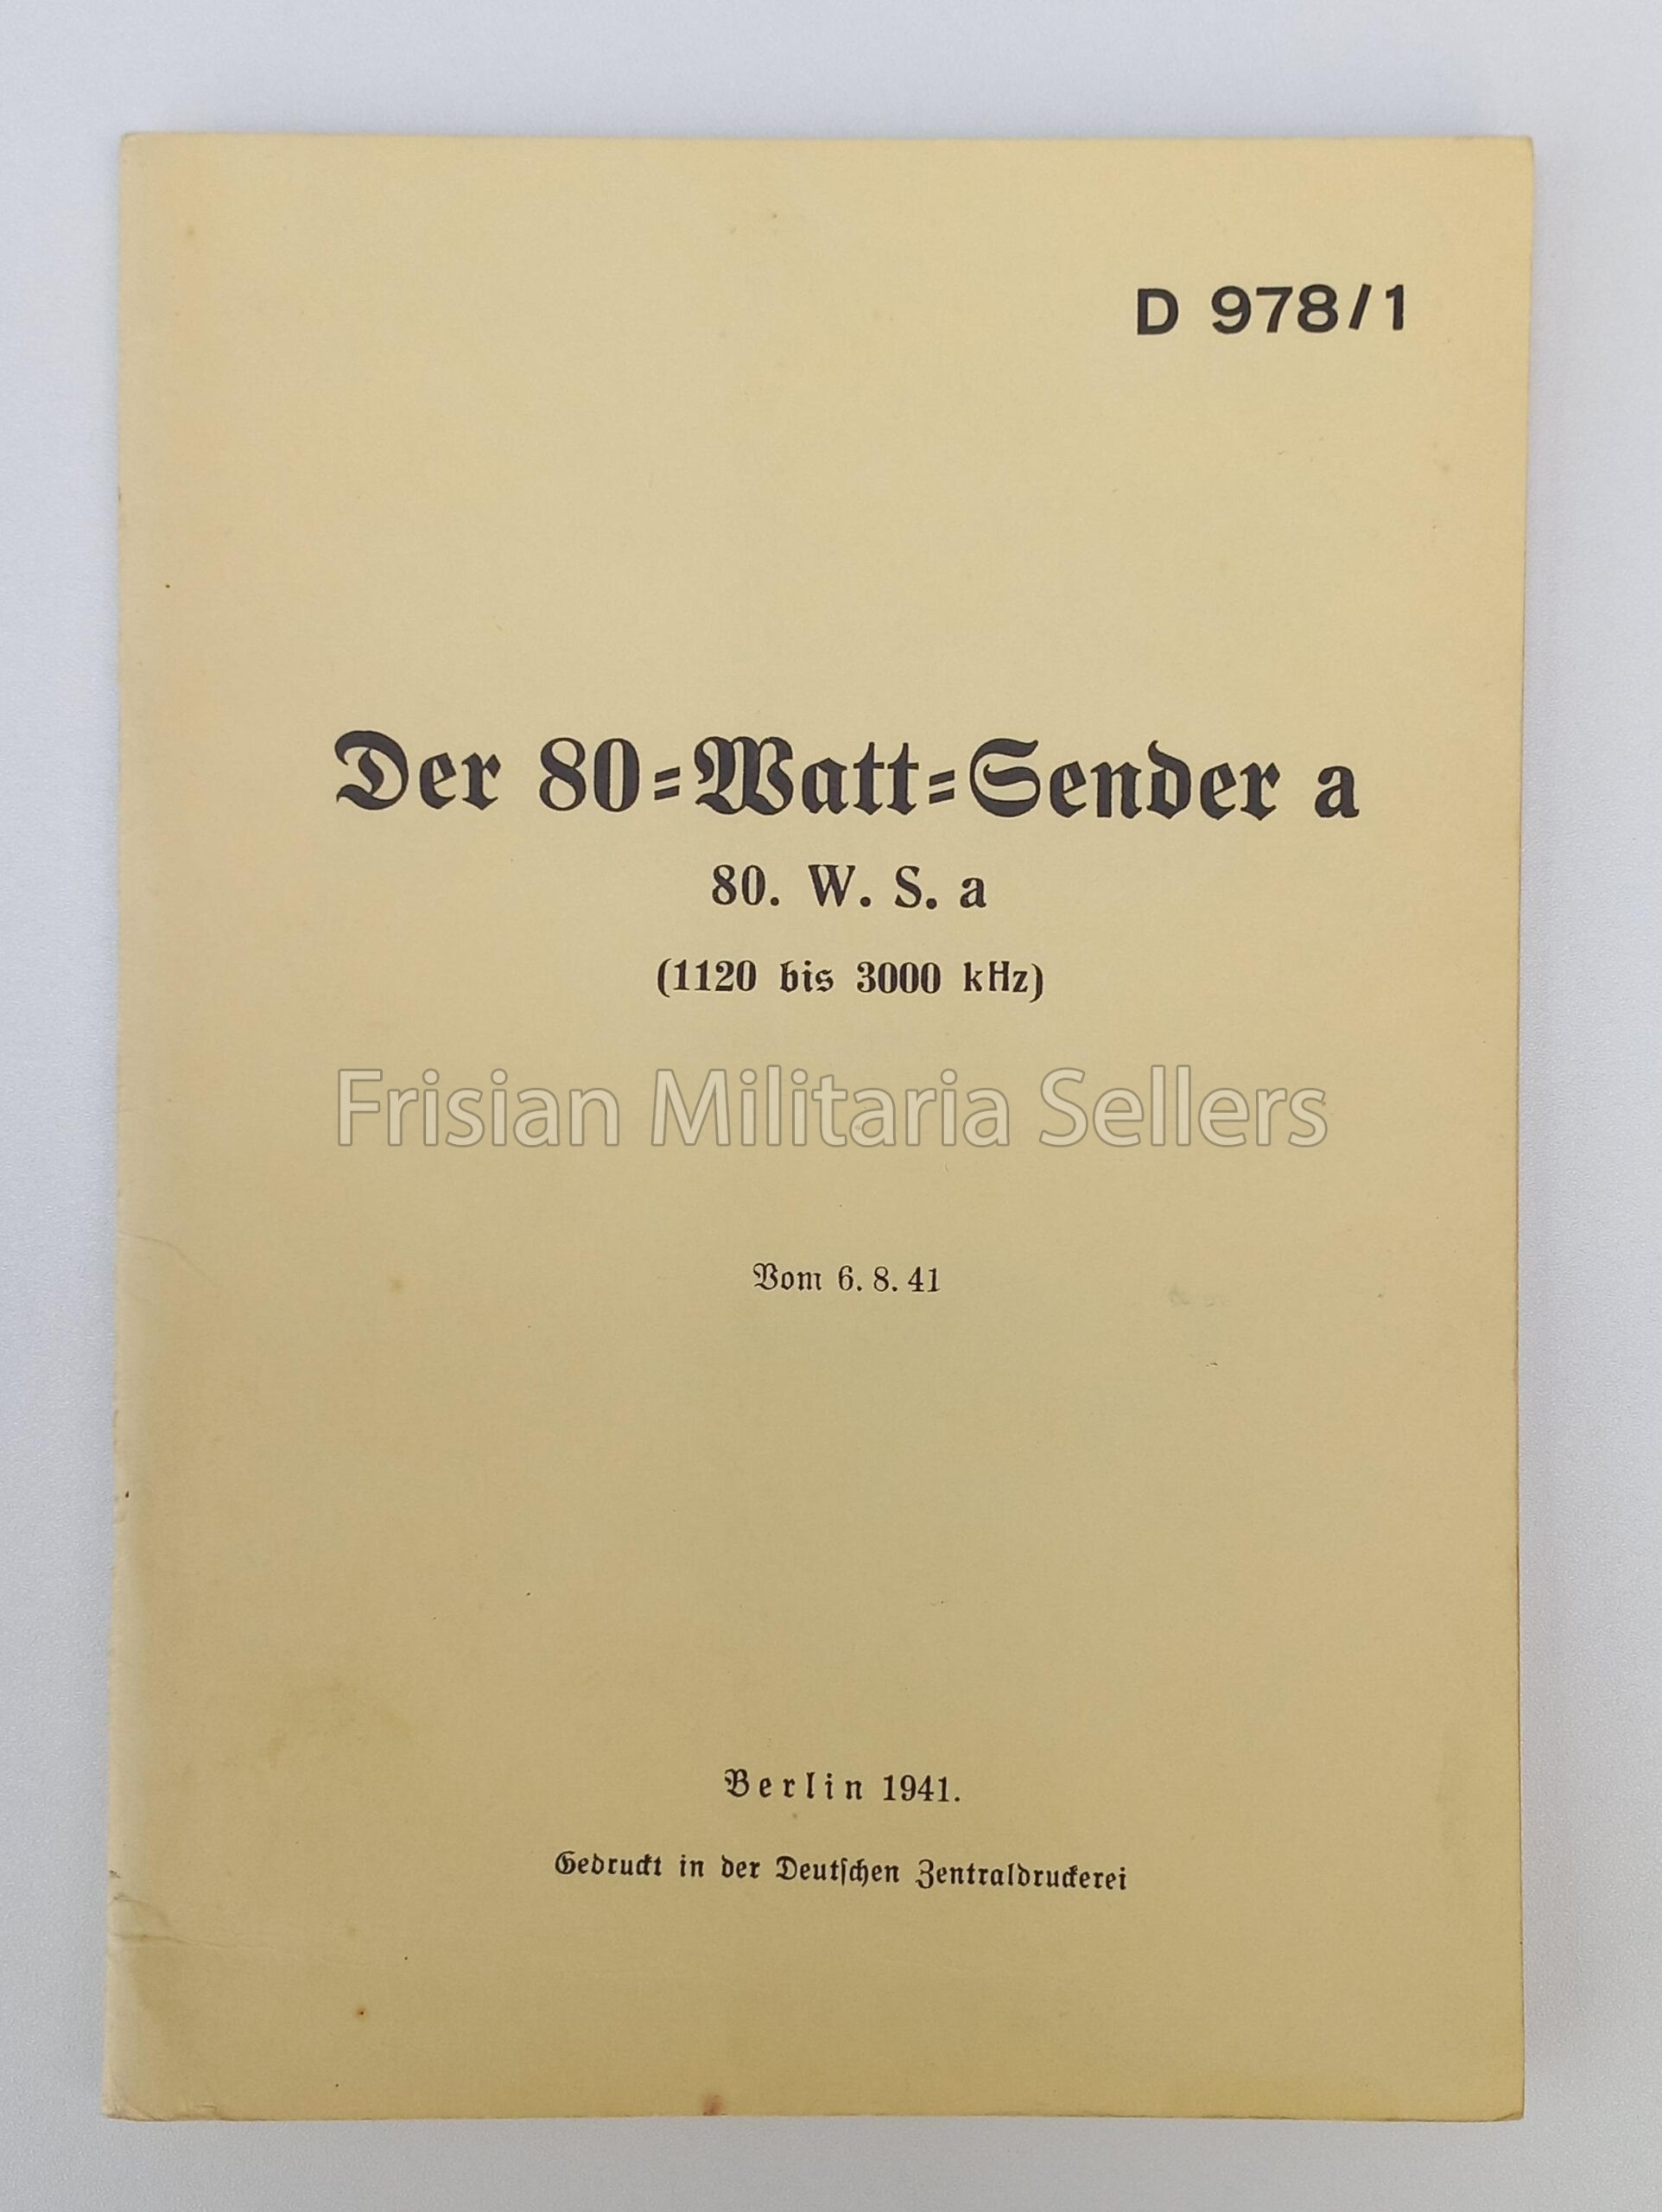 D 978/1
Der 80=Watt=Sender a
80. W. S. a
(1120 bis 3000 kHz)
Frisian Militaria Sellers
Vom 6. 8. 41
Berlin 1941.
Gedruckt in der Deutſchen Zentraldruckerei